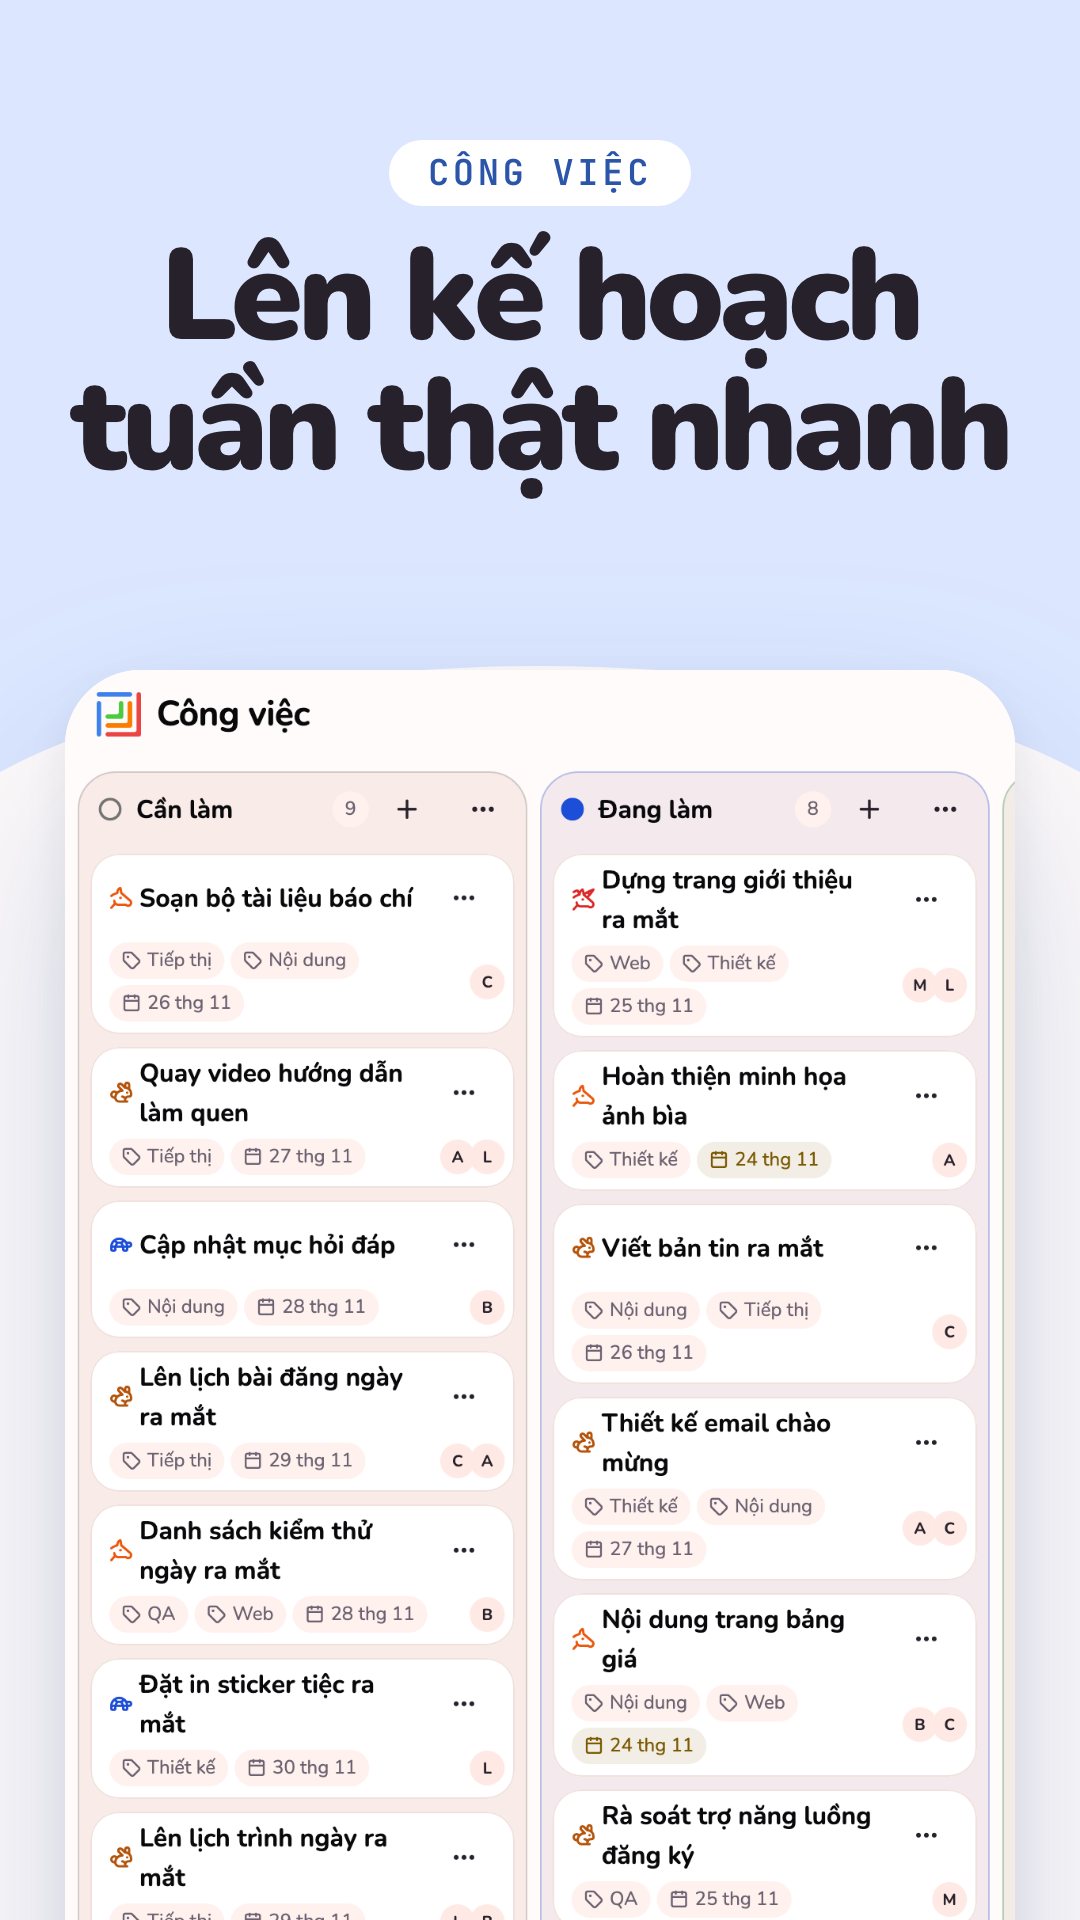 CÔNG VIỆC
Lên kế hoạch
tuần thật nhanh
Công việc
Cần làm
9
Soạn bộ tài liệu báo chí
Tiếp thị
Nội dung
26 thg 11
C
Quay video hướng dẫn
làm quen
Tiếp thị
27 thg 11
A
L
Cập nhật mục hỏi đáp
Nội dung
28 thg 11
B
Lên lịch bài đăng ngày
ra mắt
Tiếp thị
29 thg 11
C
A
Danh sách kiểm thử
ngày ra mắt
QA
Web
28 thg 11
B
Đặt in sticker tiệc ra
mắt
Thiết kế
30 thg 11
L
Lên lịch trình ngày ra
mắt
Tiếp thị
29 thg 11
Đang làm
8
Dựng trang giới thiệu
ra mắt
Web
Thiết kế
25 thg 11
M
L
Hoàn thiện minh họa
ảnh bìa
Thiết kế
24 thg 11
A
Viết bản tin ra mắt
Nội dung
Tiếp thị
26 thg 11
C
Thiết kế email chào
mừng
Thiết kế
Nội dung
27 thg 11
A
C
Nội dung trang bảng
giá
Nội dung
Web
24 thg 11
B
C
Rà soát trợ năng luồng
đăng ký
QA
25 thg 11
M